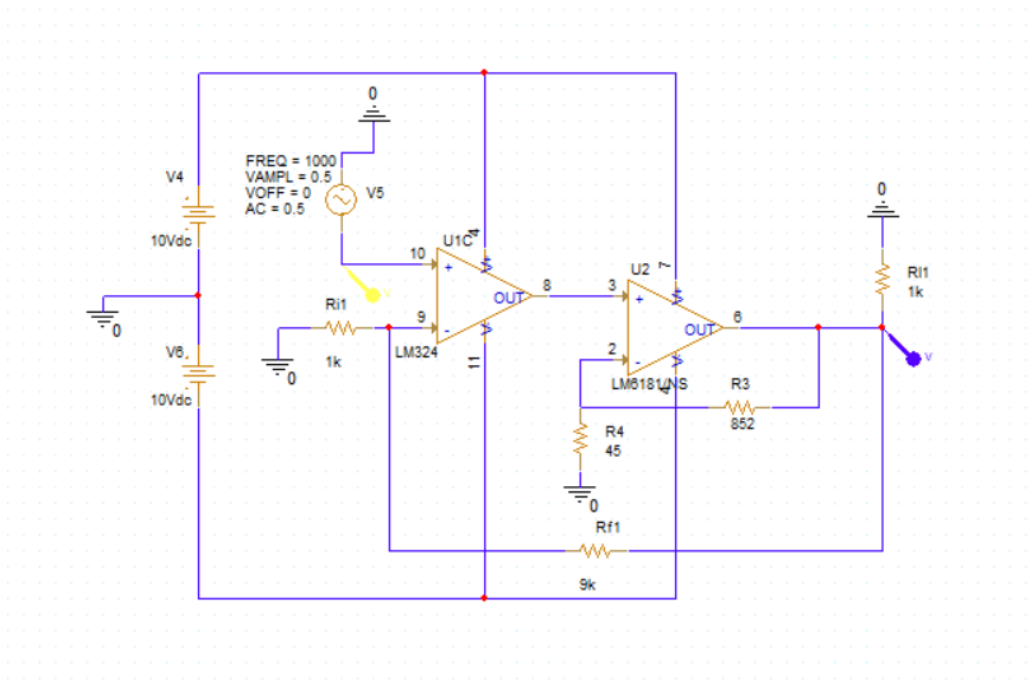 0
FREQ = 1000
VAMPL = 0.5
VOFF = 0
AC = 0.5
V5
V4
10Vdc
0
0
Rl1
1k
U1C
4
10
+
OUT
8
9
-
LM324
11
Ri1
1k
0
V6
10Vdc
U2
7
3
+
OUT
6
2
-
LM6181/NS
4
R3
852
R4
45
0
Rf1
9k
V
V